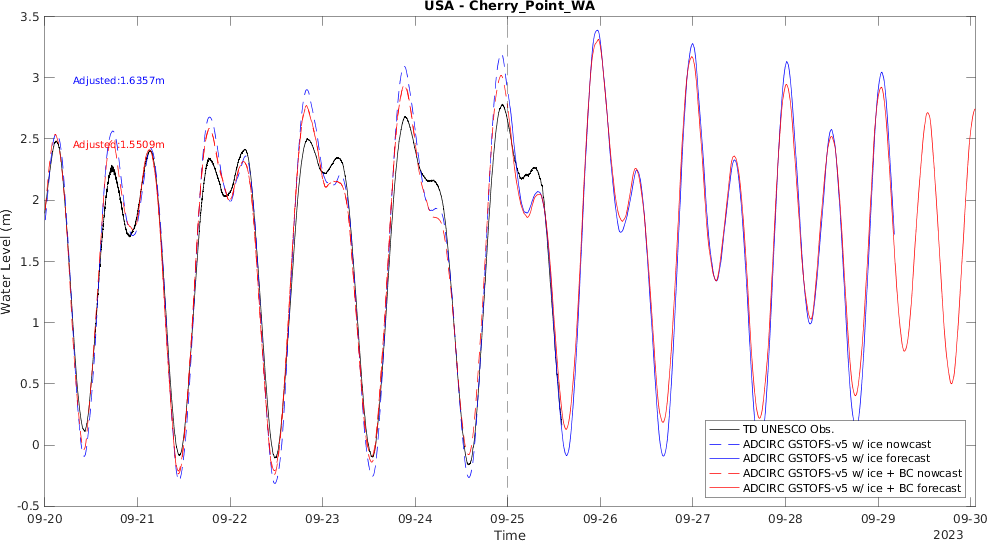 USA - Cherry_Point_WA
3.5
3
2.5
2
1.5
1
0.5
0
-0.5
Water Level (m)
Adjusted:1.6357m
Adjusted:1.5509m
TD UNESCO Obs.
ADCIRC GSTOFS-v5 w/ ice nowcast
ADCIRC GSTOFS-v5 w/ ice forecast
ADCIRC GSTOFS-v5 w/ ice + BC nowcast
ADCIRC GSTOFS-v5 w/ ice + BC forecast
09-20 09-21 09-22 09-23 09-24 09-25 09-26 09-27 09-28 09-29 09-30
Time
2023